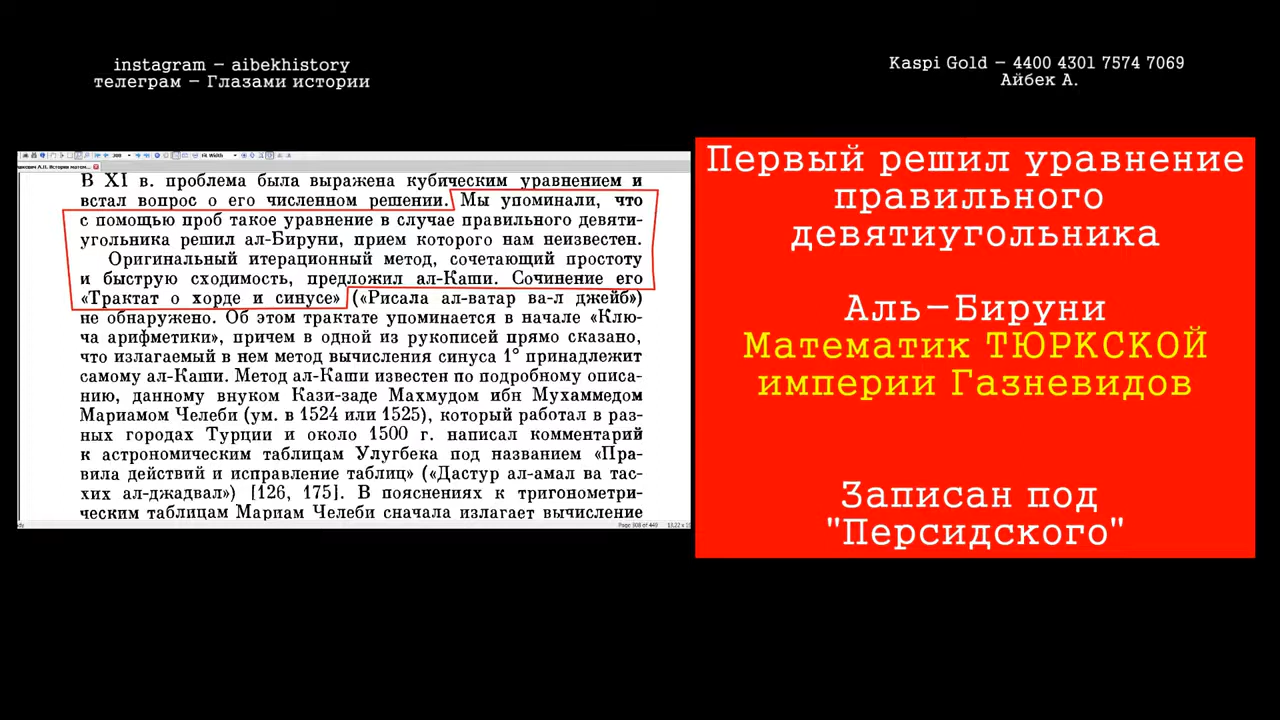 instagram – aibekhistory
телеграм – Глазами истории
Kaspi Gold – 4400 4301 7574 7069
Айбек А.
Fit Width
В XI в. проблема была выражена кубическим уравнением и
встал вопрос о его численном решении. Мы упоминали, что
с помощью проб такое уравнение в случае правильного девяти-
угольника решил ал-Бируни, прием которого нам неизвестен.
Оригинальный итерационный метод, сочетающий простоту
и быструю сходимость, предложил ал-Каши. Сочинение его
«Трактат о хорде и синусе» («Рисала ал-ватар ва-л джейб»)
не обнаружено. Об этом трактате упоминается в начале «Клю-
ча арифметики», причем в одной из рукописей прямо сказано,
что излагаемый в нем метод вычисления синуса 1° принадлежит
самому ал-Каши. Метод ал-Каши известен по подробному описа-
нию, данному внуком Кази-заде Махмудом ибн Мухаммедом
Мариамом Челеби (ум. в 1524 или 1525), который работал в раз-
ных городах Турции и около 1500 г. написал комментарий
к астрономическим таблицам Улугбека под названием «Пра-
вила действий и исправление таблиц» («Дастур ал-амал ва тас-
хих ал-джадвал») [126, 175]. В пояснениях к тригонометри-
ческим таблицам Мариам Челеби сначала излагает вычисление
Page 308 of 449
Первый решил уравнение
правильного
девятиугольника
Аль–Бируни
Математик ТЮРКСКОЙ
империи Газневидов
Записан под
"Персидского"